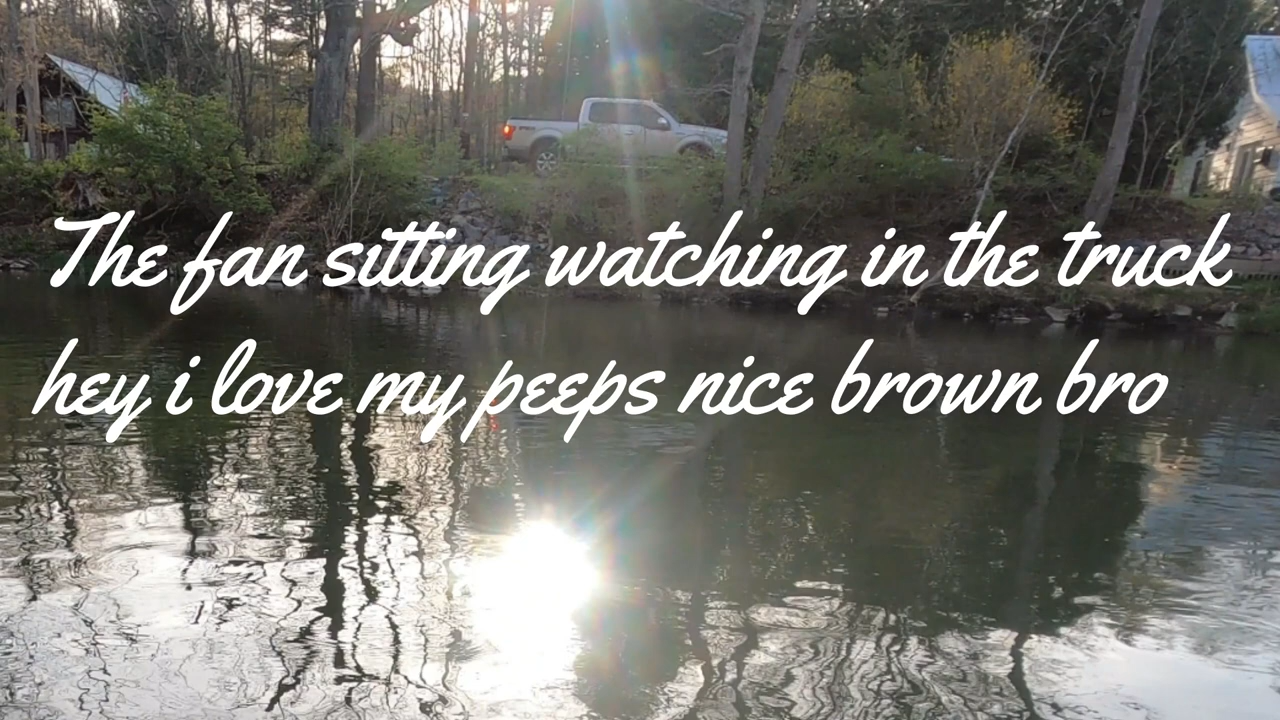 The fan sitting watching in the truck
hey i love my peeps nice brown bro